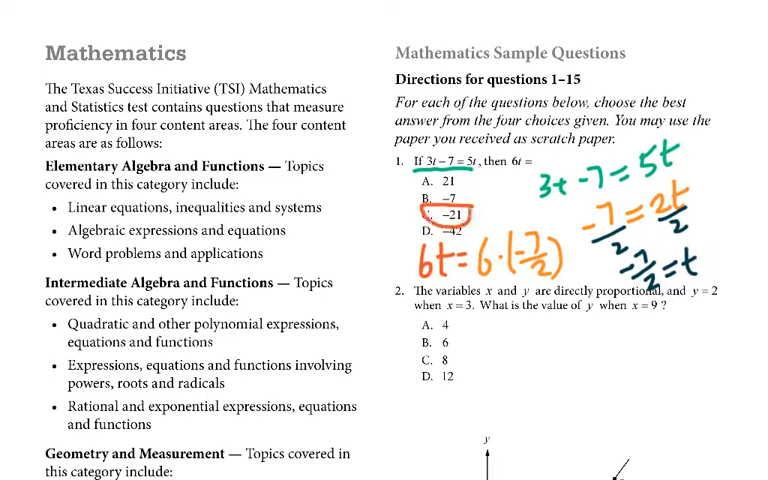 Mathematics
The Texas Success Initiative (TSI) Mathematics
and Statistics test contains questions that measure
proficiency in four content areas. The four content
areas are as follows:
Elementary Algebra and Functions — Topics
covered in this category include:
• Linear equations, inequalities and systems
• Algebraic expressions and equations
• Word problems and applications
Intermediate Algebra and Functions — Topics
covered in this category include:
• Quadratic and other polynomial expressions,
equations and functions
• Expressions, equations and functions involving
powers, roots and radicals
• Rational and exponential expressions, equations
and functions
Geometry and Measurement — Topics covered in
this category include:
Mathematics Sample Questions
Directions for questions 1–15
For each of the questions below, choose the best
answer from the four choices given. You may use the
paper you received as scratch paper.
1. If 3t – 7 = 5t, then 6t =
A. 21
B. –7
C. –21
D. –42
3t - 7 = 5t
-7/2 = 2t/2
-7/2 = t
6t = 6 · (-7/2)
2. The variables x and y are directly proportional, and y = 2
when x = 3. What is the value of y when x = 9 ?
A. 4
B. 6
C. 8
D. 12
y